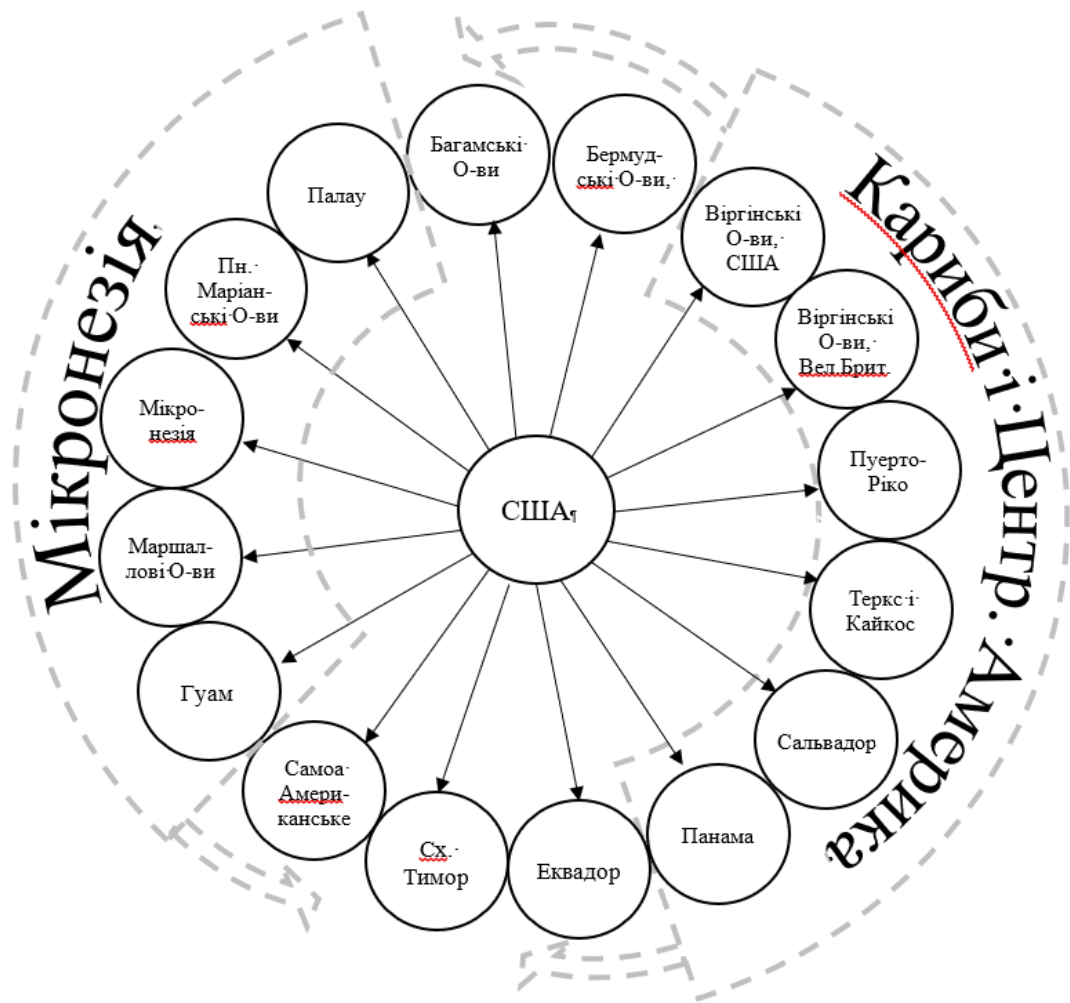 Багамські
О-ви
Бермуд-
ські О-ви,
Віргінські
О-ви,
США
Віргінські
О-ви,
Вел.Брит.
Пуерто-
Ріко
Теркс і
Кайкос
Сальвадор
Панама
Еквадор
Сх.
Тимор
Самоа
Амери-
канське
Гуам
Маршал-
лові О-ви
Мікро-
незія
Пн.
Маріан-
ські О-ви
Палау
США
Мікронезія
Кариби і Центр. Америка